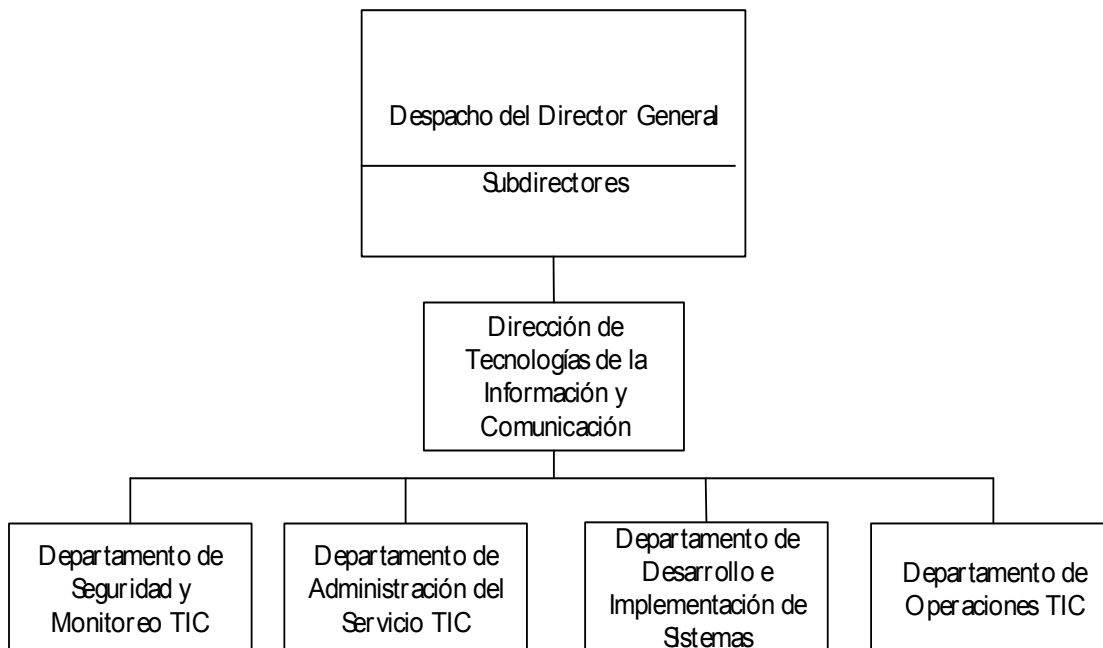 Despacho del Director General
Subdirectores
Dirección de
Tecnologías de la
Información y
Comunicación
Departamento de
Seguridad y
Monitoreo TIC
Departamento de
Administración del
Servicio TIC
Departamento de
Desarrollo e
Implementación de
Sistemas
Departamento de
Operaciones TIC